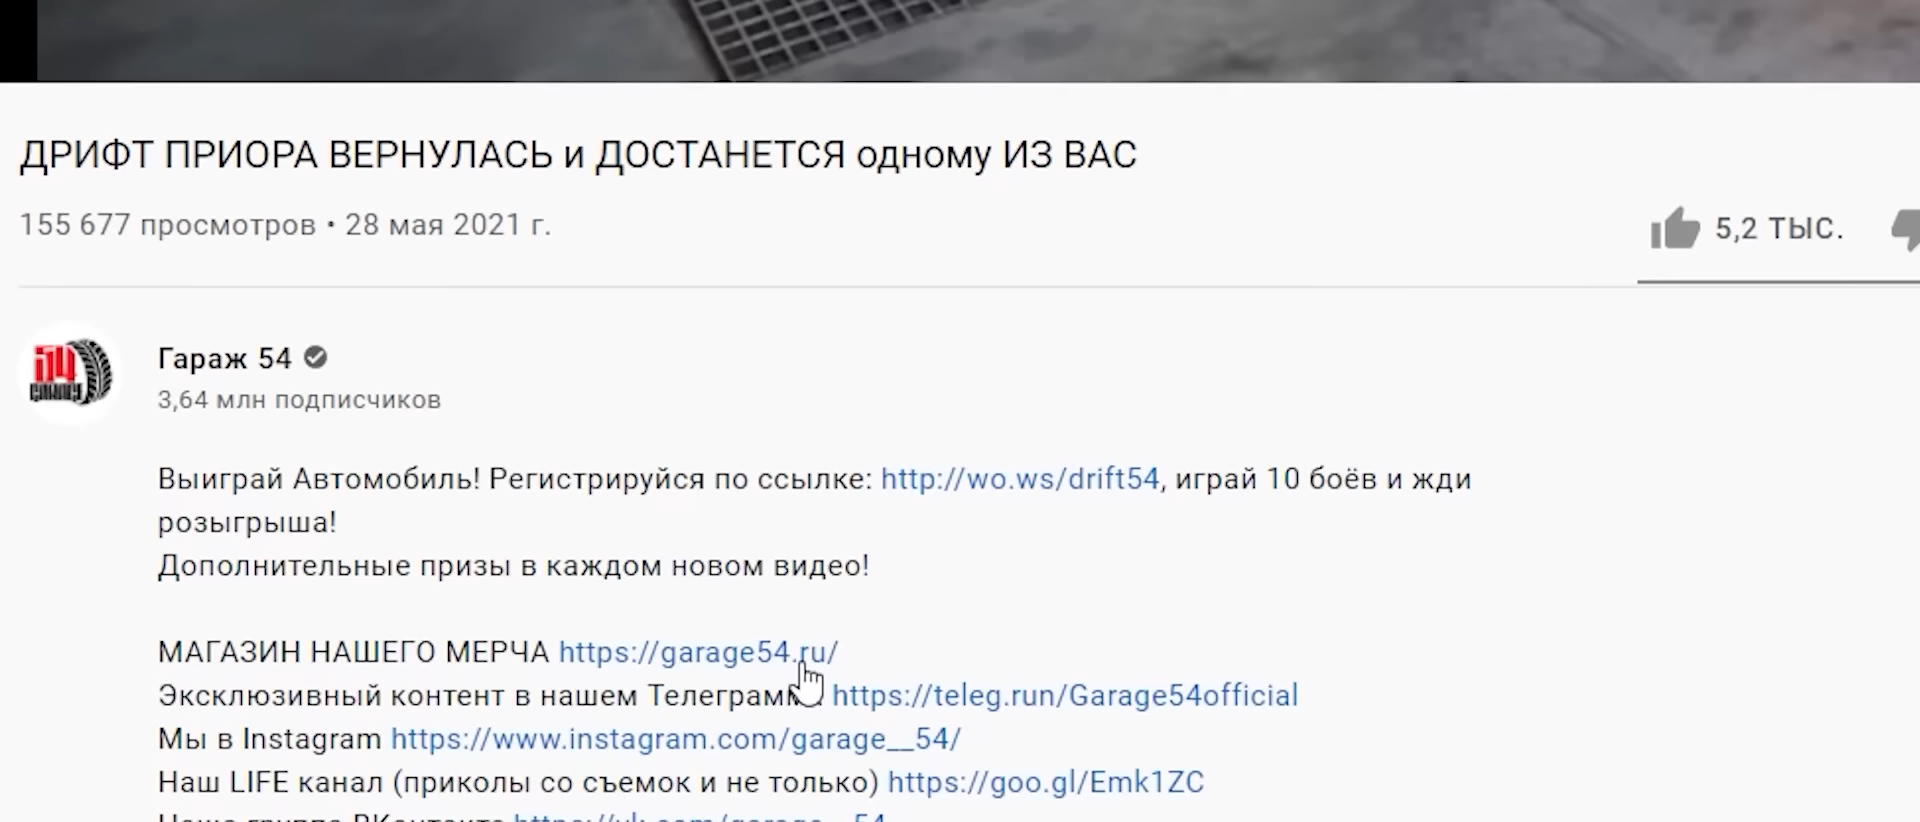 ДРИФТ ПРИОРА ВЕРНУЛАСЬ и ДОСТАНЕТСЯ одному ИЗ ВАС
155 677 просмотров • 28 мая 2021 г.
5,2 ТЫС.
Гараж 54
3,64 млн подписчиков
Выиграй Автомобиль! Регистрируйся по ссылке: http://wo.ws/drift54, играй 10 боёв и жди
розыгрыша!
Дополнительные призы в каждом новом видео!
МАГАЗИН НАШЕГО МЕРЧА https://garage54.ru/
Эксклюзивный контент в нашем https://teleg.run/Garage54official
Мы в Instagram https://www.instagram.com/garage__54/
Наш LIFE канал (приколы со съемок и не только) https://goo.gl/Emk1ZC